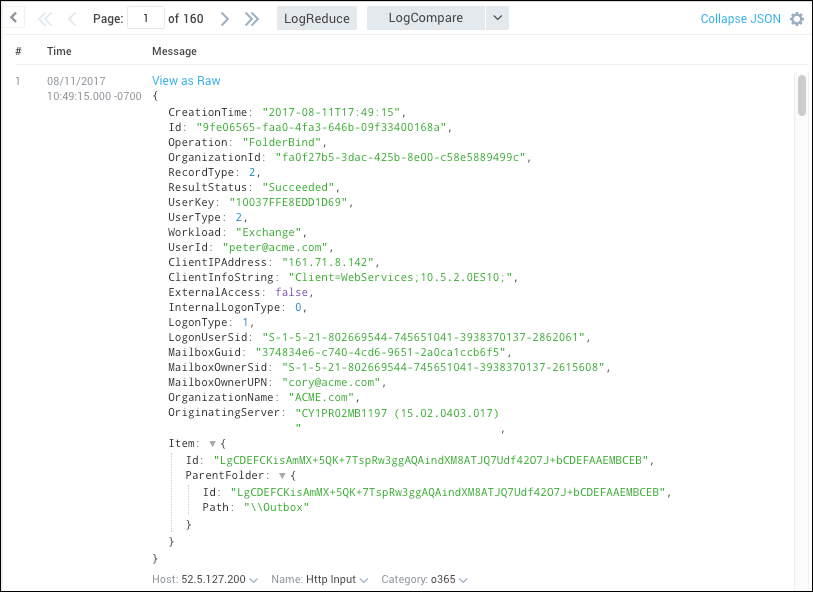 Page: 1 of 160 LogReduce LogCompare Collapse JSON
# Time Message
1 08/11/2017 View as Raw
10:49:15.000 -0700 {
CreationTime: "2017-08-11T17:49:15",
Id: "9fe06565-faa0-4fa3-646b-09f33400168a",
Operation: "FolderBind",
OrganizationId: "fa0f27b5-3dac-425b-8e00-c58e5889499c",
RecordType: 2,
ResultStatus: "Succeeded",
UserKey: "10037FFE8EDD1D69",
UserType: 2,
Workload: "Exchange",
UserId: "peter@acme.com",
ClientIPAddress: "161.71.8.142",
ClientInfoString: "Client=WebServices;10.5.2.0ES10;",
ExternalAccess: false,
InternalLogonType: 0,
LogonType: 1,
LogonUserSid: "S-1-5-21-802669544-745651041-3938370137-2862061",
MailboxGuid: "374834e6-c740-4cd6-9651-2a0ca1ccb6f5",
MailboxOwnerSid: "S-1-5-21-802669544-745651041-3938370137-2615608",
MailboxOwnerUPN: "cory@acme.com",
OrganizationName: "ACME.com",
OriginatingServer: "CY1PR02MB1197 (15.02.0403.017)
",
Item: ▼ {
Id: "LgCDEFCKisAmMX+5QK+7TspRw3ggAQAindXM8ATJQ7Udf42O7J+bCDEFAAEMBCEB",
ParentFolder: ▼ {
Id: "LgCDEFCKisAmMX+5QK+7TspRw3ggAQAindXM8ATJQ7Udf42O7J+bCDEFAAEMBCEB",
Path: "\\Outbox"
}
}
}
Host: 52.5.127.200 Name: Http Input Category: o365